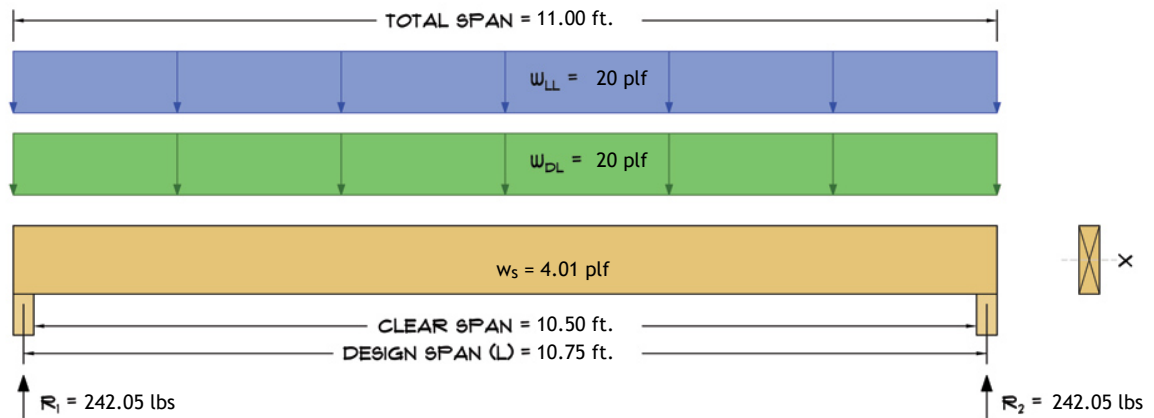 TOTAL SPAN = 11.00 ft.
WLL = 20 plf
WDL = 20 plf
ws = 4.01 plf
X
CLEAR SPAN = 10.50 ft.
DESIGN SPAN (L) = 10.75 ft.
R1 = 242.05 lbs
R2 = 242.05 lbs